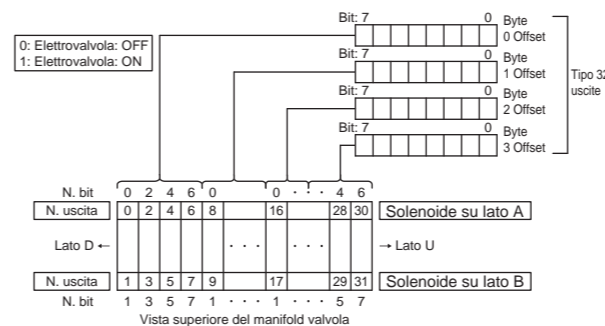 0: Elettrovalvola: OFF
1: Elettrovalvola: ON
Bit: 7 0 Byte
0 Offset
Bit: 7 0 Byte
1 Offset
Bit: 7 0 Byte
2 Offset
Bit: 7 0 Byte
3 Offset
Tipo 32
uscite
N. bit 0 2 4 6 0 0 · · · 4 6
N. uscita 0 2 4 6 8 16 28 30 Solenoide su lato A
Lato D ← · · · · · · → Lato U
N. uscita 1 3 5 7 9 17 29 31 Solenoide su lato B
N. bit 1 3 5 7 1 · · · 1 · · · 5 7
Vista superiore del manifold valvola